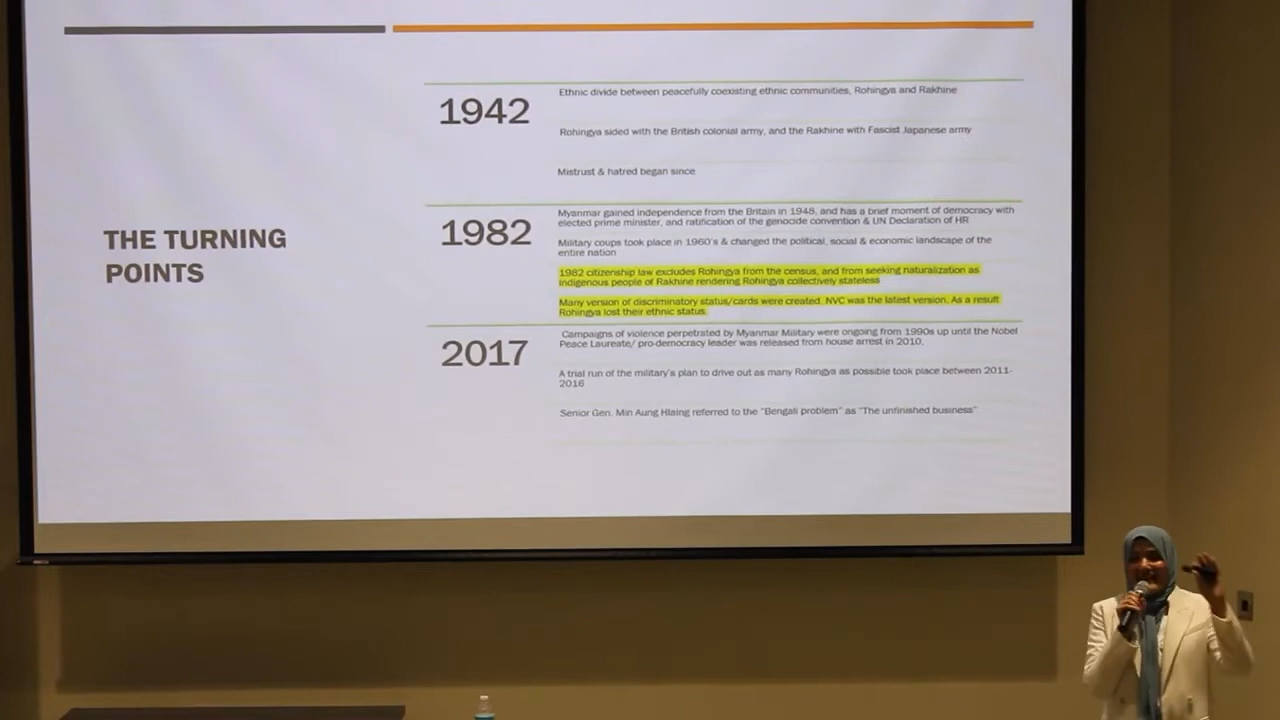 THE TURNING
POINTS
1942
Ethnic divide between peacefully coexisting ethnic communities, Rohingya and Rakhine
Rohingya sided with the British colonial army, and the Rakhine with Fascist Japanese army
Mistrust & hatred began since
1982
Myanmar gained independence from the Britain in 1948, and has a brief moment of democracy with
elected prime minister, and ratification of the genocide convention & UN Declaration of HR
Military coups took place in 1960's & changed the political, social & economic landscape of the
entire nation
1982 citizenship law excludes Rohingya from the census, and from seeking naturalization as
indigenous people of Rakhine rendering Rohingya collectively stateless
Many version of discriminatory status/cards were created. NVC was the latest version. As a result
Rohingya lost their ethnic status.
2017
Campaigns of violence perpetrated by Myanmar Military were ongoing from 1990s up until the Nobel
Peace Laureate/ pro-democracy leader was released from house arrest in 2010.
A trial run of the military's plan to drive out as many Rohingya as possible took place between 2011-
2016
Senior Gen. Min Aung Hlaing referred to the "Bengali problem" as "The unfinished business"